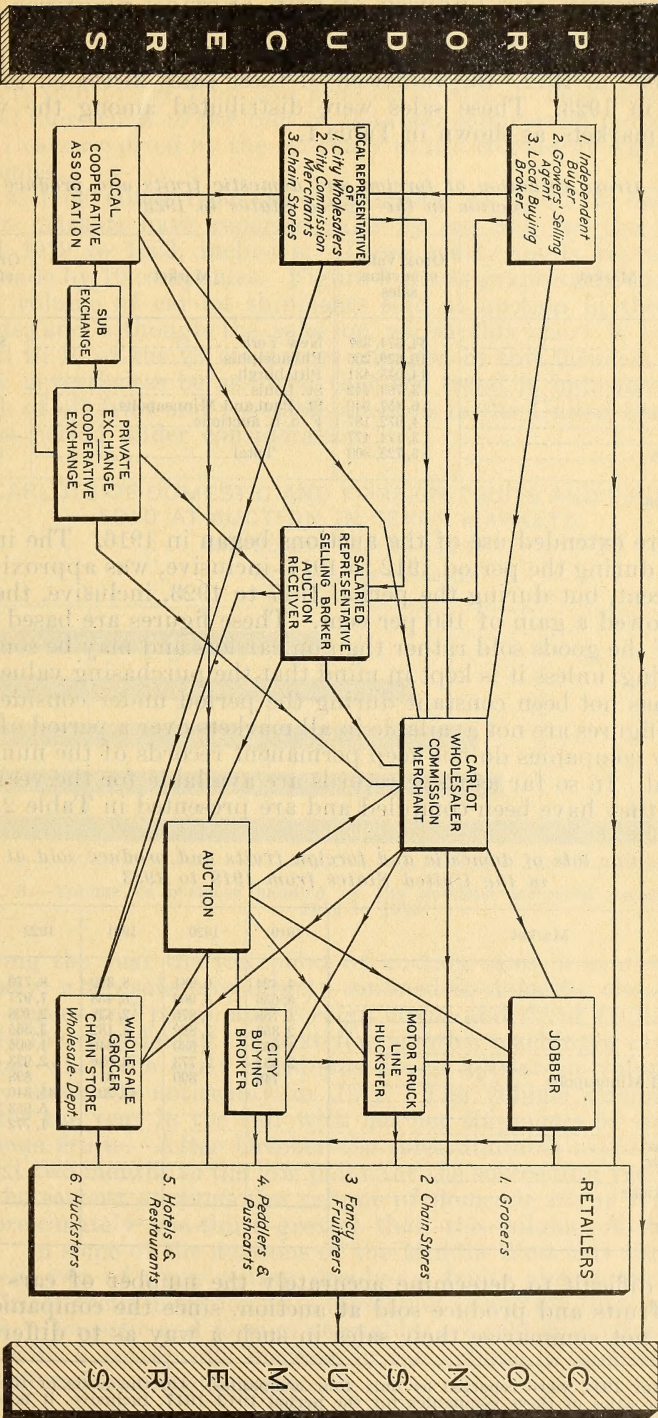 PRODUCERS
1. Independent
Buyer
2. Growers' Selling
Agent
3. Local Buying
Broker
LOCAL REPRESENTATIVE
OF
1. City Wholesalers
2. City Commission
Merchants
3. Chain Stores
LOCAL
COOPERATIVE
ASSOCIATION
SUB
EXCHANGE
PRIVATE
EXCHANGE
COOPERATIVE
EXCHANGE
SALARIED
REPRESENTATIVE
SELLING BROKER
AUCTION
RECEIVER
CARLOT
WHOLESALER
COMMISSION
MERCHANT
AUCTION
JOBBER
MOTOR TRUCK
LINE
HUCKSTER
CITY
BUYING
BROKER
WHOLESALE
GROCER
CHAIN STORE
Wholesale Dept.
RETAILERS
1. Grocers
2 Chain Stores
3 Fancy
Fruiterers
4. Peddlers &
Pushcarts
5. Hotels &
Restaurants
6. Hucksters
CONSUMERS